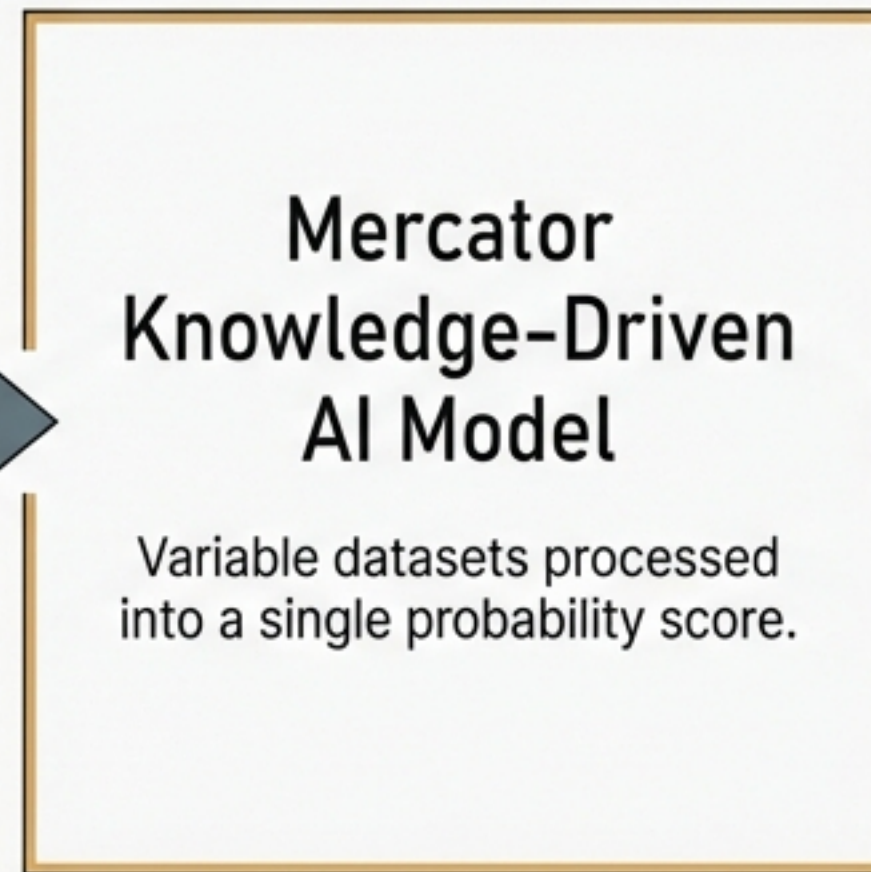 Mercator
Knowledge-Driven
AI Model
Variable datasets processed
into a single probability score.